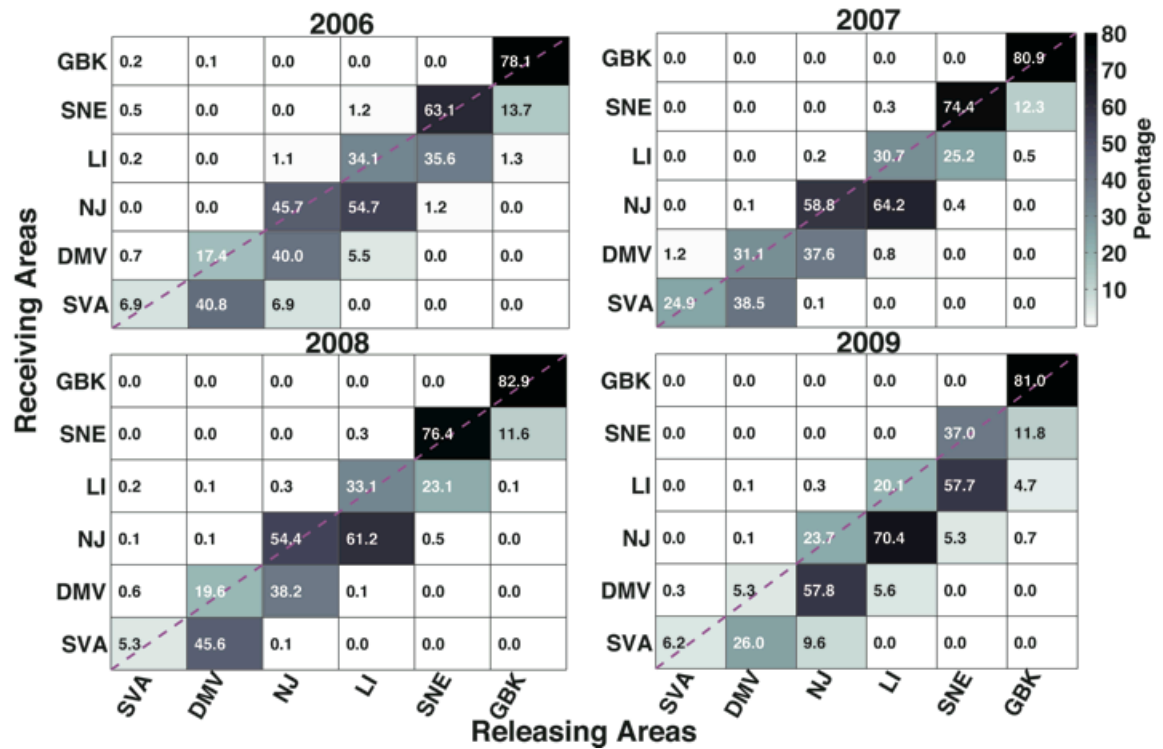 2006
GBK 0.2 0.1 0.0 0.0 0.0 78.1
SNE 0.5 0.0 0.0 1.2 63.1 13.7
LI 0.2 0.0 1.1 34.1 35.6 1.3
NJ 0.0 0.0 45.7 54.7 1.2 0.0
DMV 0.7 17.4 40.0 5.5 0.0 0.0
SVA 6.9 40.8 6.9 0.0 0.0 0.0
2007
0.0 0.0 0.0 0.0 0.0 80.9
0.0 0.0 0.0 0.3 74.4 12.3
0.0 0.0 0.2 30.7 25.2 0.5
0.0 0.1 58.8 64.2 0.4 0.0
1.2 31.1 37.6 0.8 0.0 0.0
24.9 38.5 0.1 0.0 0.0 0.0
GBK
SNE
LI
NJ
DMV
SVA
80
70
60
50
40
30
20
10
Percentage
Receiving Areas
2008
GBK 0.0 0.0 0.0 0.0 0.0 82.9
SNE 0.0 0.0 0.0 0.3 76.4 11.6
LI 0.2 0.1 0.3 33.1 23.1 0.1
NJ 0.1 0.1 54.4 61.2 0.5 0.0
DMV 0.6 19.6 38.2 0.1 0.0 0.0
SVA 5.3 45.6 0.1 0.0 0.0 0.0
SVA DMV NJ LI SNE GBK
2009
GBK 0.0 0.0 0.0 0.0 0.0 81.0
SNE 0.0 0.0 0.0 0.0 37.0 11.8
LI 0.0 0.1 0.3 20.1 57.7 4.7
NJ 0.0 0.1 23.7 70.4 5.3 0.7
DMV 0.3 5.3 57.8 5.6 0.0 0.0
SVA 6.2 26.0 9.6 0.0 0.0 0.0
SVA DMV NJ LI SNE GBK
Releasing Areas